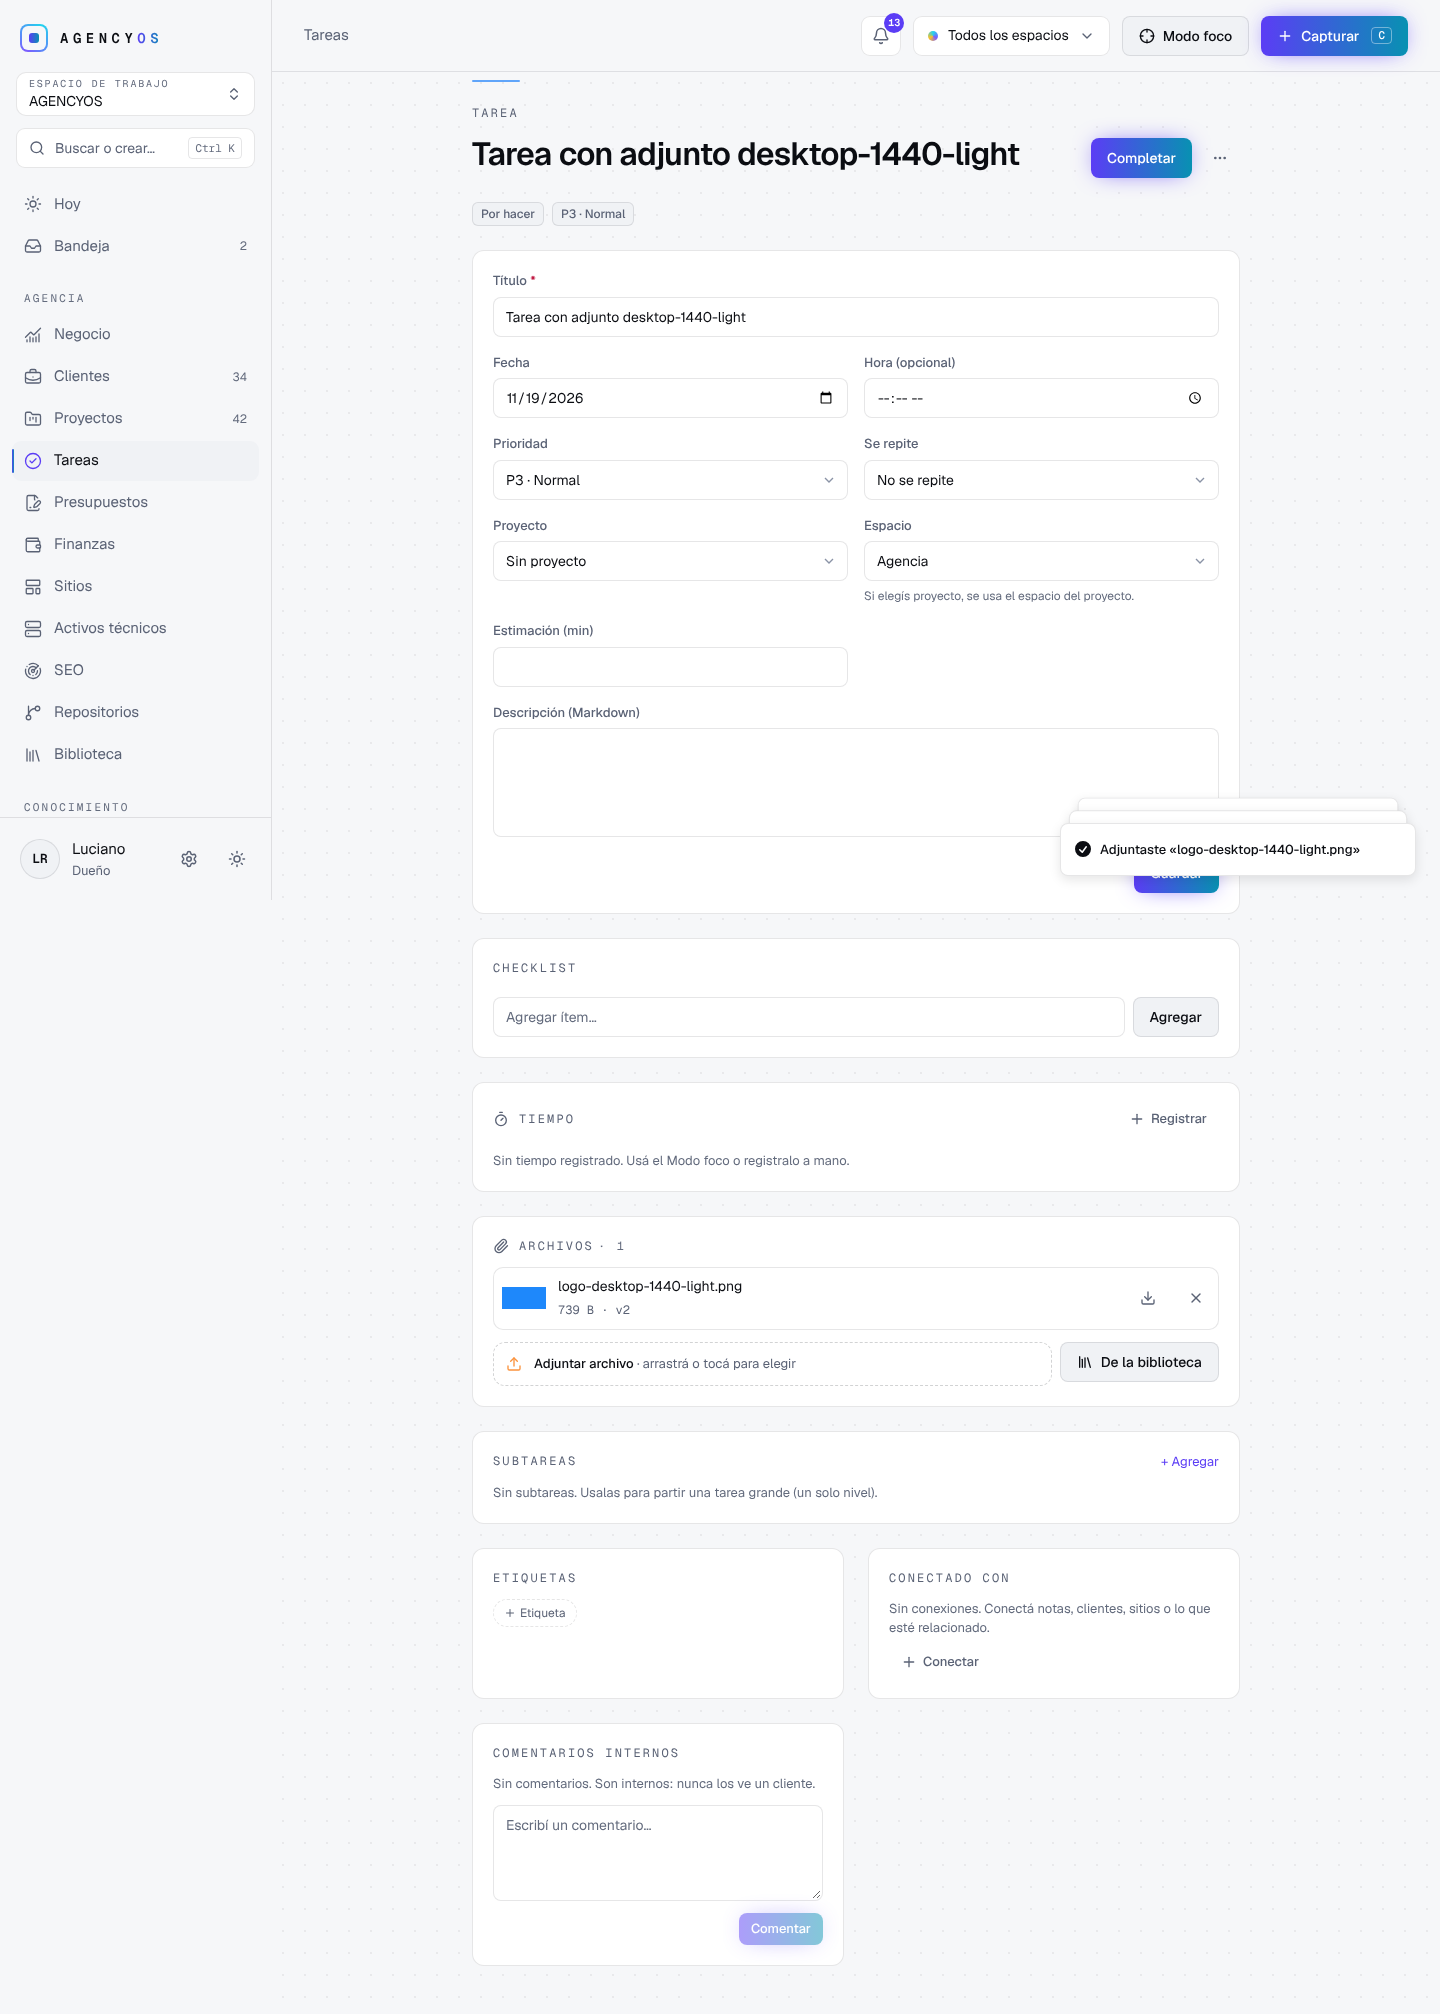 AGENCYOS
ESPACIO DE TRABAJO
AGENCYOS
Buscar o crear... Ctrl K
Hoy
Bandeja 2
AGENCIA
Negocio
Clientes 34
Proyectos 42
Tareas
Presupuestos
Finanzas
Sitios
Activos técnicos
SEO
Repositorios
Biblioteca
CONOCIMIENTO
LR Luciano
Dueño
Tareas
13
Todos los espacios
Modo foco
Capturar C
TAREA
Tarea con adjunto desktop-1440-light
Completar
Por hacer P3 · Normal
Título *
Tarea con adjunto desktop-1440-light
Fecha Hora (opcional)
11/19/2026 --:-- --
Prioridad Se repite
P3 · Normal No se repite
Proyecto Espacio
Sin proyecto Agencia
Si elegís proyecto, se usa el espacio del proyecto.
Estimación (min)
Descripción (Markdown)
Adjuntaste «logo-desktop-1440-light.png»
Guardar
CHECKLIST
Agregar ítem... Agregar
TIEMPO Registrar
Sin tiempo registrado. Usá el Modo foco o registralo a mano.
ARCHIVOS · 1
logo-desktop-1440-light.png
739 B · v2
Adjuntar archivo · arrastrá o tocá para elegir De la biblioteca
SUBTAREAS + Agregar
Sin subtareas. Usalas para partir una tarea grande (un solo nivel).
ETIQUETAS
+ Etiqueta
CONECTADO CON
Sin conexiones. Conectá notas, clientes, sitios o lo que
esté relacionado.
+ Conectar
COMENTARIOS INTERNOS
Sin comentarios. Son internos: nunca los ve un cliente.
Escribí un comentario...
Comentar